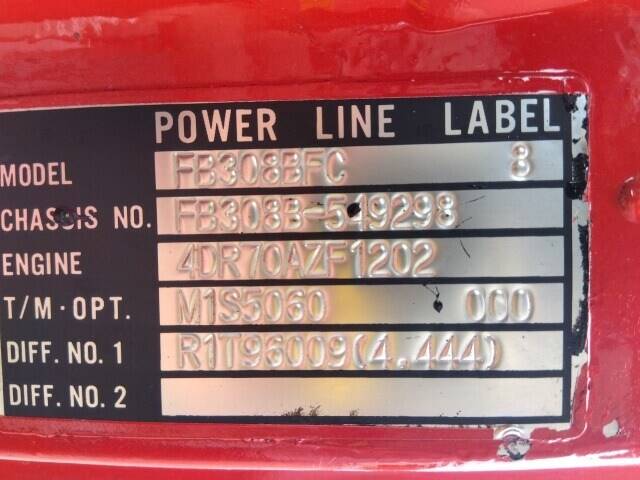 POWER LINE LABEL
MODEL FB308BFC 8
CHASSIS NO. FB308B-549298
ENGINE 4DR70AZF1202
T/M·OPT. M1S5060 000
DIFF. NO. 1 R1T96009(4.444)
DIFF. NO. 2